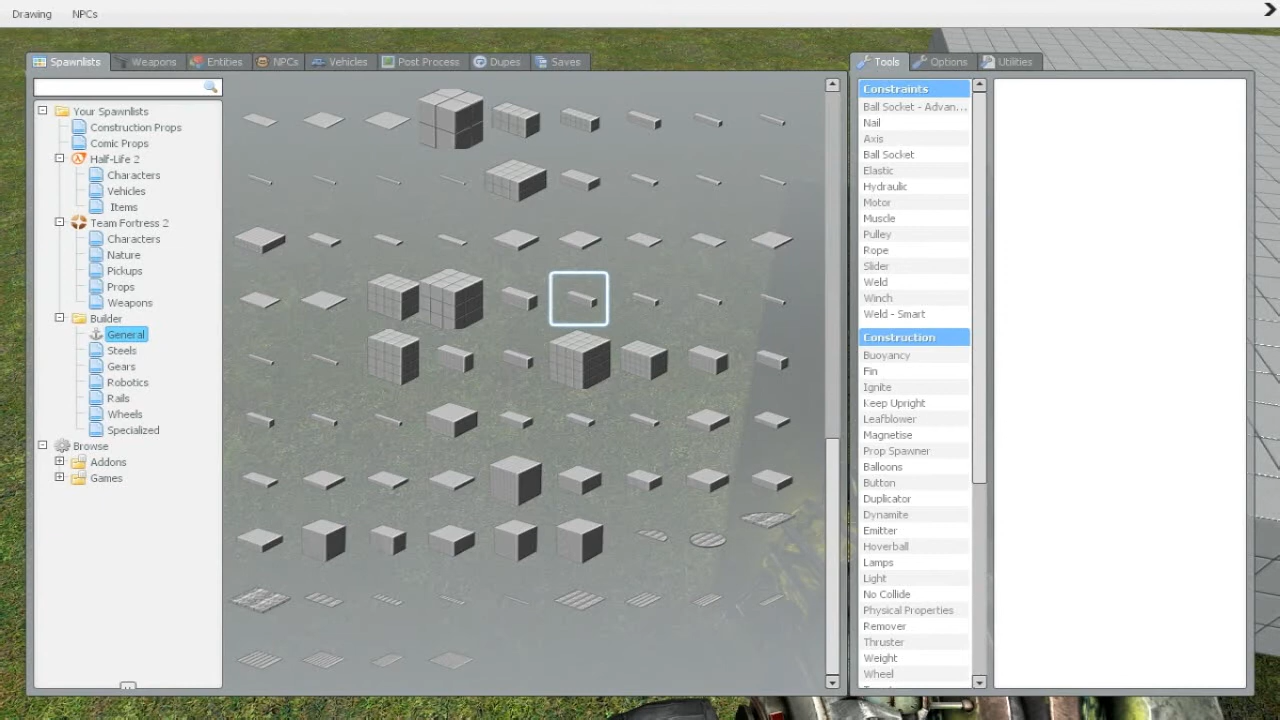 Drawing NPCs
Spawnlists Weapons Entities NPCs Vehicles Post Process Dupes Saves
Your Spawnlists
Construction Props
Comic Props
Half-Life 2
Characters
Vehicles
Items
Team Fortress 2
Characters
Nature
Pickups
Props
Weapons
Builder
General
Steels
Gears
Robotics
Rails
Wheels
Specialized
Browse
Addons
Games
Tools Options Utilities
Constraints
Ball Socket - Advan...
Nail
Axis
Ball Socket
Elastic
Hydraulic
Motor
Muscle
Pulley
Rope
Slider
Weld
Winch
Weld - Smart
Construction
Buoyancy
Fin
Ignite
Keep Upright
Leafblower
Magnetise
Prop Spawner
Balloons
Button
Duplicator
Dynamite
Emitter
Hoverball
Lamps
Light
No Collide
Physical Properties
Remover
Thruster
Weight
Wheel